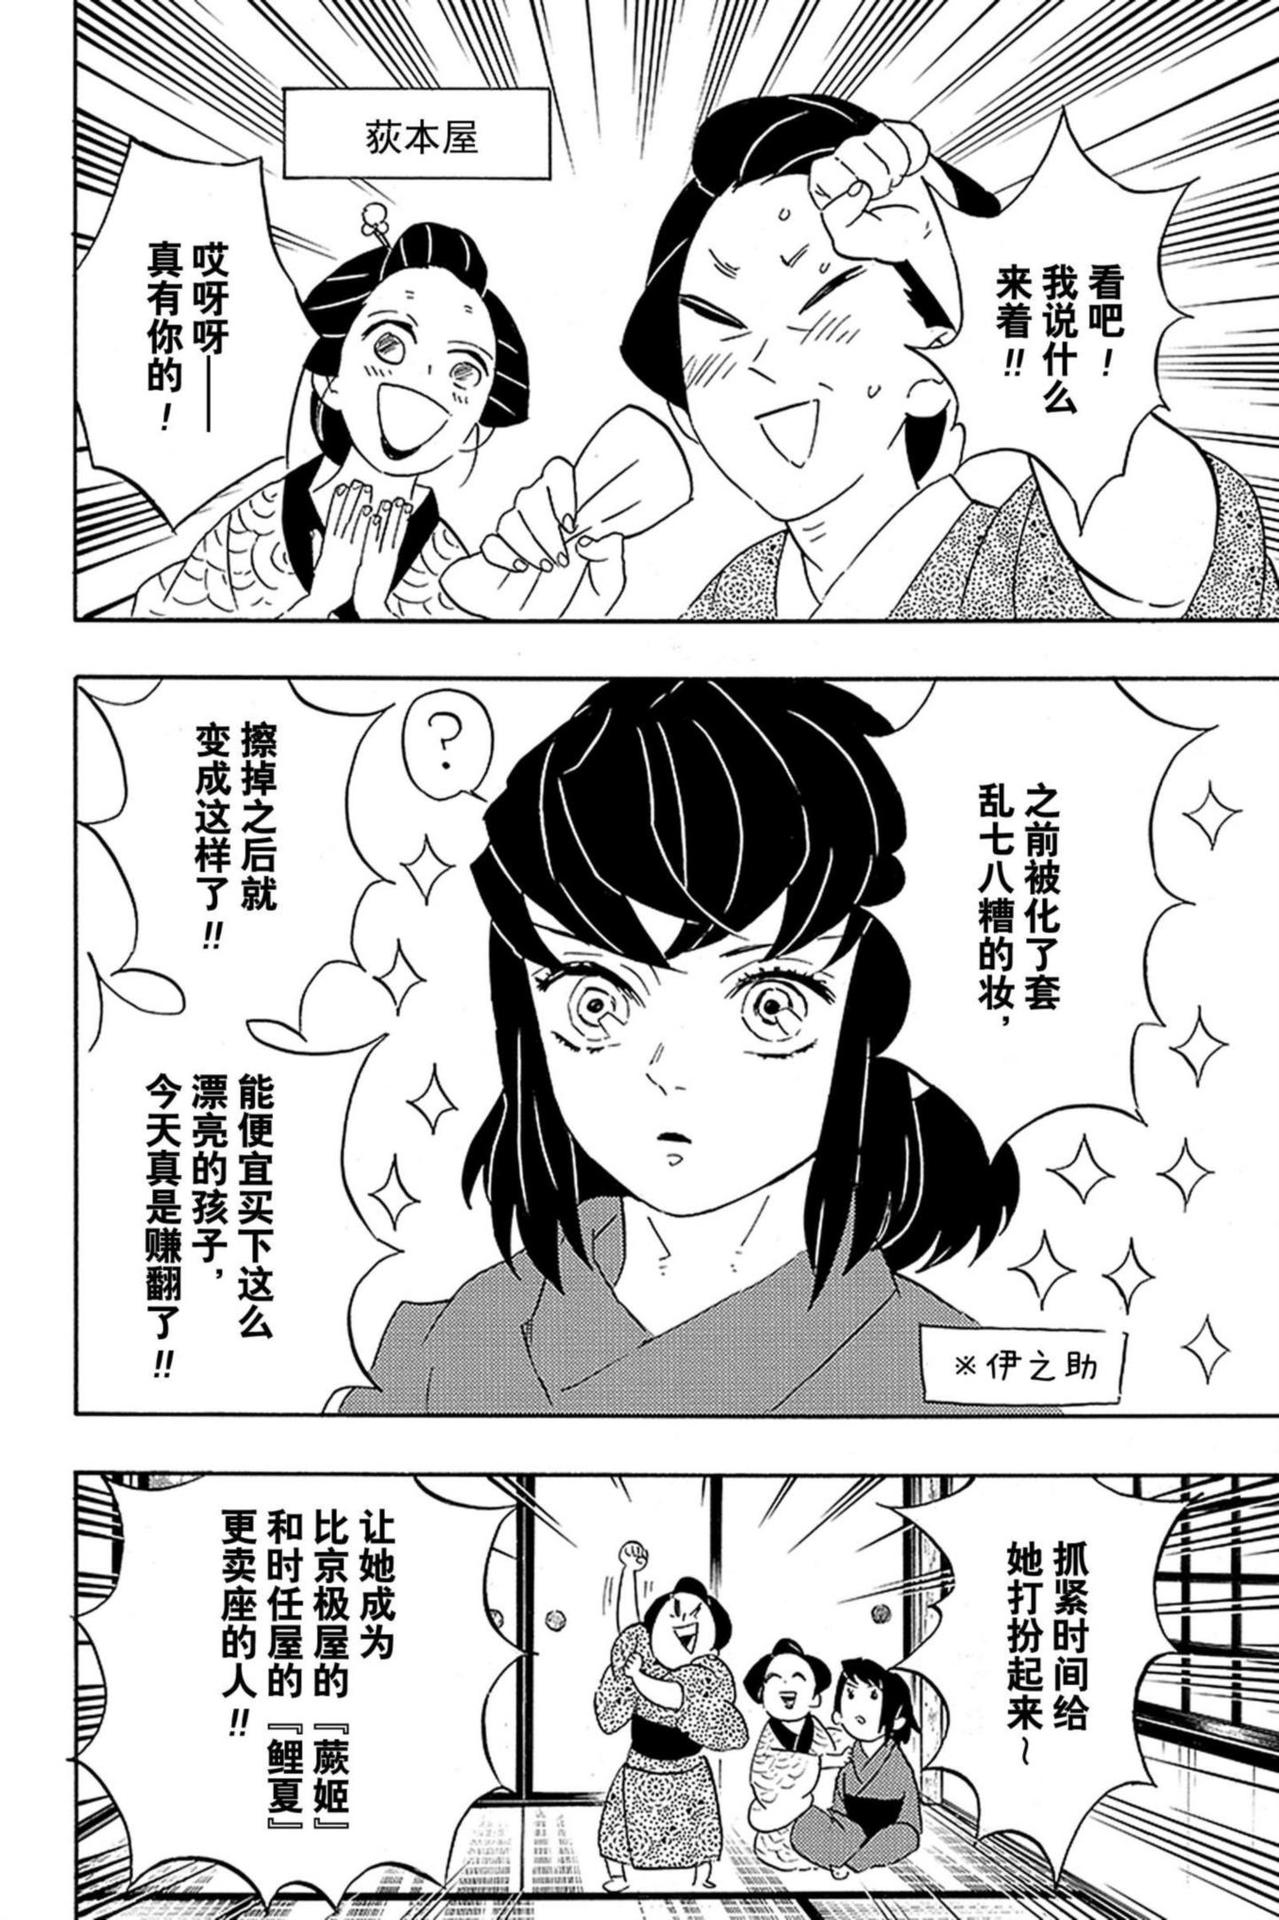 荻本屋
看吧！
我说什么
来着!!
哎呀呀——
真有你的！
之前被化了套
乱七八糟的妆，
？
擦掉之后就
变成这样了!!
能便宜买下这么
漂亮的孩子，
今天真是赚翻了!!
※伊之助
抓紧时间给
她打扮起来~
让她成为
比京极屋的『蕨姬』
和时任屋的『鲤夏』
更卖座的人!!